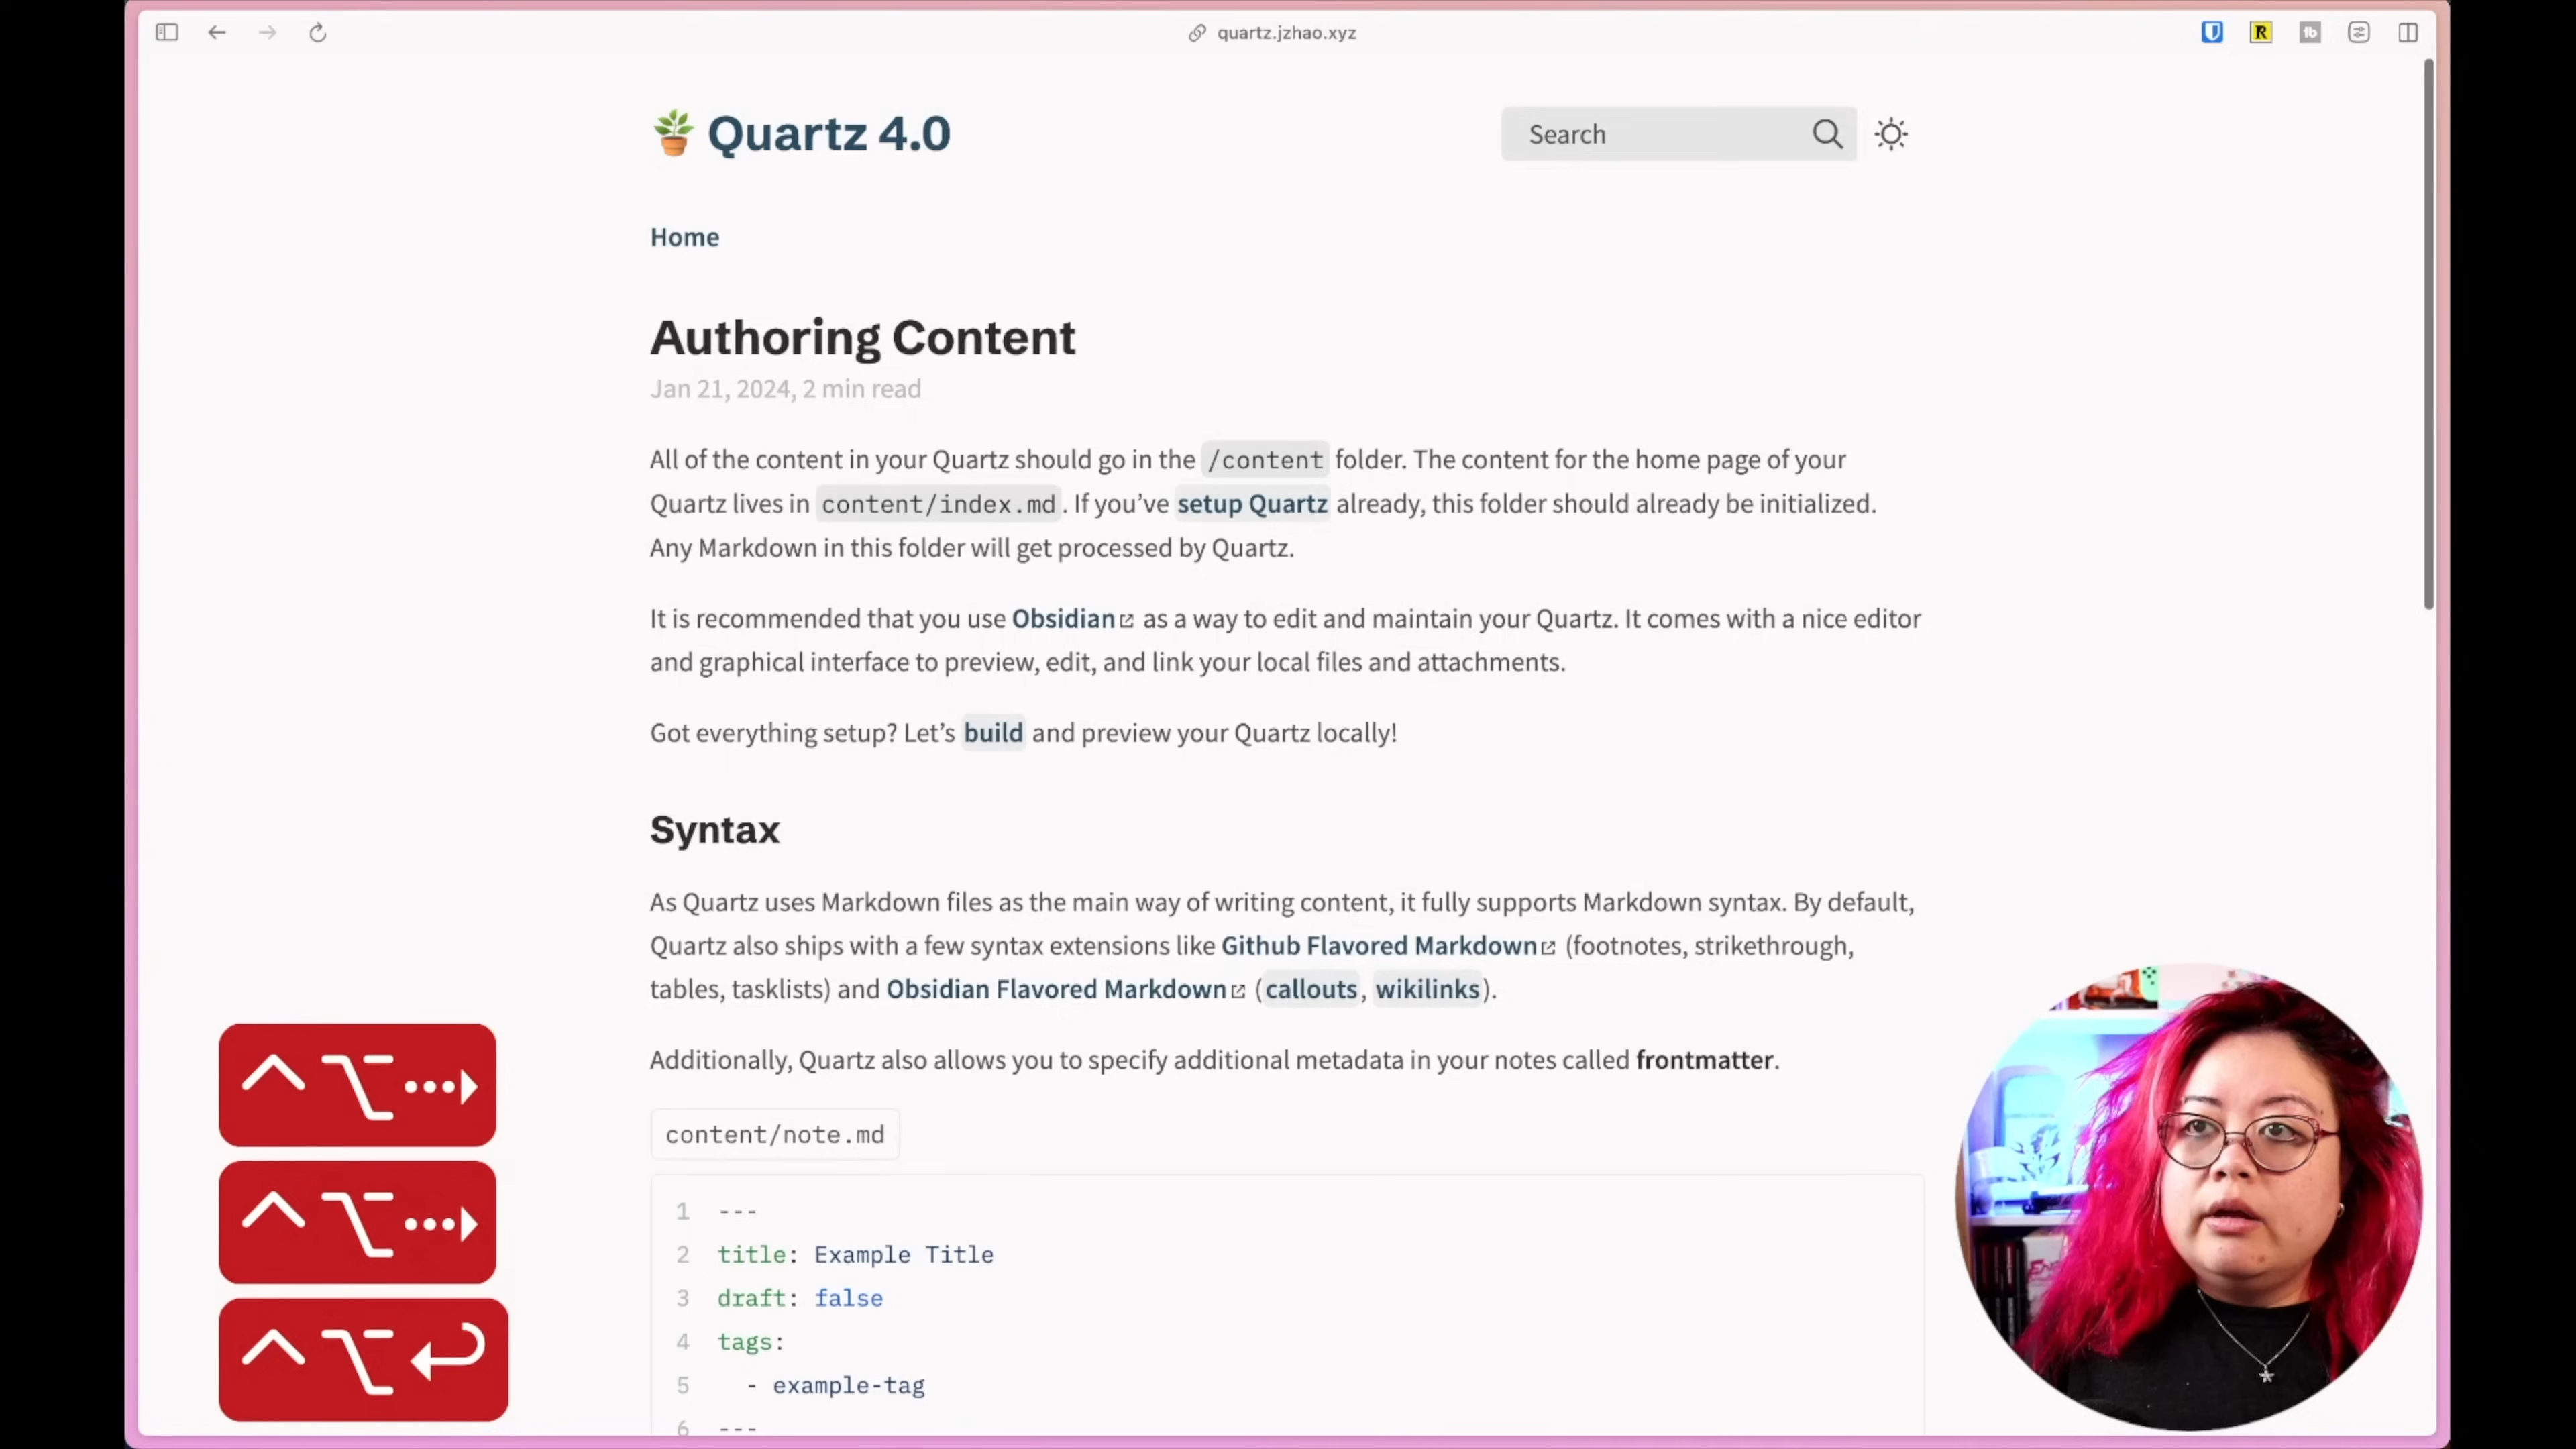 quartz.jzhao.xyz
R
tb
Quartz 4.0
Search
Home
Authoring Content
Jan 21, 2024, 2 min read
All of the content in your Quartz should go in the /content folder. The content for the home page of your
Quartz lives in content/index.md. If you’ve setup Quartz already, this folder should already be initialized.
Any Markdown in this folder will get processed by Quartz.
It is recommended that you use Obsidian as a way to edit and maintain your Quartz. It comes with a nice editor
and graphical interface to preview, edit, and link your local files and attachments.
Got everything setup? Let’s build and preview your Quartz locally!
Syntax
As Quartz uses Markdown files as the main way of writing content, it fully supports Markdown syntax. By default,
Quartz also ships with a few syntax extensions like Github Flavored Markdown (footnotes, strikethrough,
tables, tasklists) and Obsidian Flavored Markdown (callouts, wikilinks).
Additionally, Quartz also allows you to specify additional metadata in your notes called frontmatter.
content/note.md
1 ---
2 title: Example Title
3 draft: false
4 tags:
5 - example-tag
6 ---